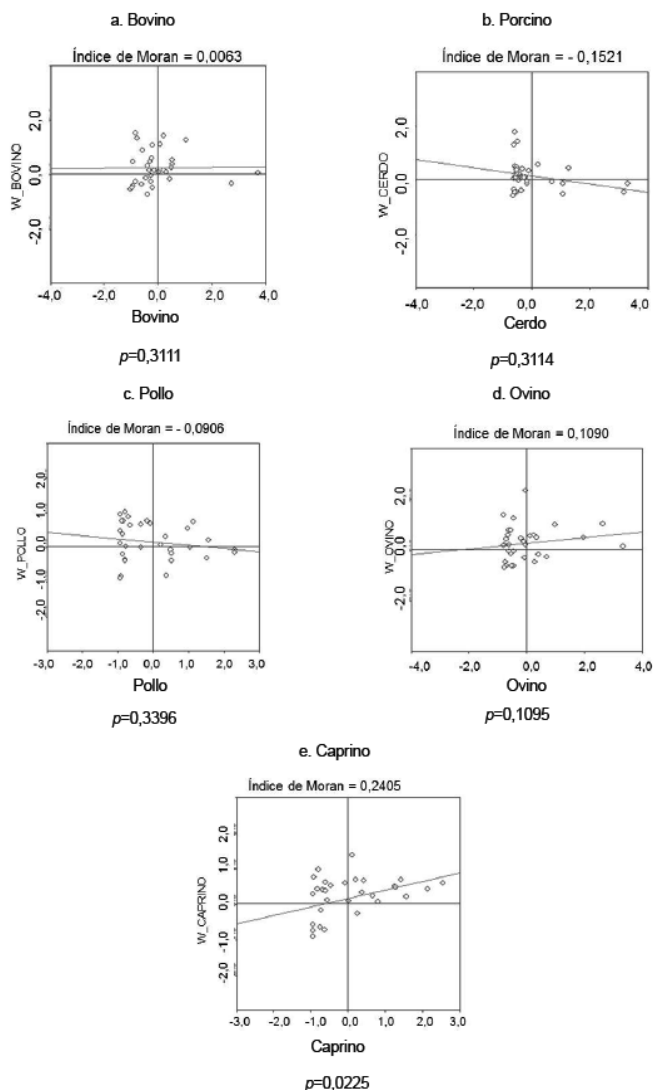 a. Bovino
Índice de Moran = 0,0063
W_BOVINO
2,0
0,0
-2,0
-4,0 -2,0 0,0 2,0 4,0
Bovino
p=0,3111
b. Porcino
Índice de Moran = - 0,1521
W_CERDO
2,0
0,0
-2,0
-4,0 -2,0 0,0 2,0 4,0
Cerdo
p=0,3114
c. Pollo
Índice de Moran = - 0,0906
W_POLLO
2,0
1,0
0,0
-1,0
-2,0
-3,0 -2,0 -1,0 0,0 1,0 2,0 3,0
Pollo
p=0,3396
d. Ovino
Índice de Moran = 0,1090
W_OVINO
2,0
0,0
-2,0
-4,0 -2,0 0,0 2,0 4,0
Ovino
p=0,1095
e. Caprino
Índice de Moran = 0,2405
W_CAPRINO
2,0
1,0
0,0
-1,0
-2,0
-3,0 -2,0 -1,0 0,0 1,0 2,0 3,0
Caprino
p=0,0225